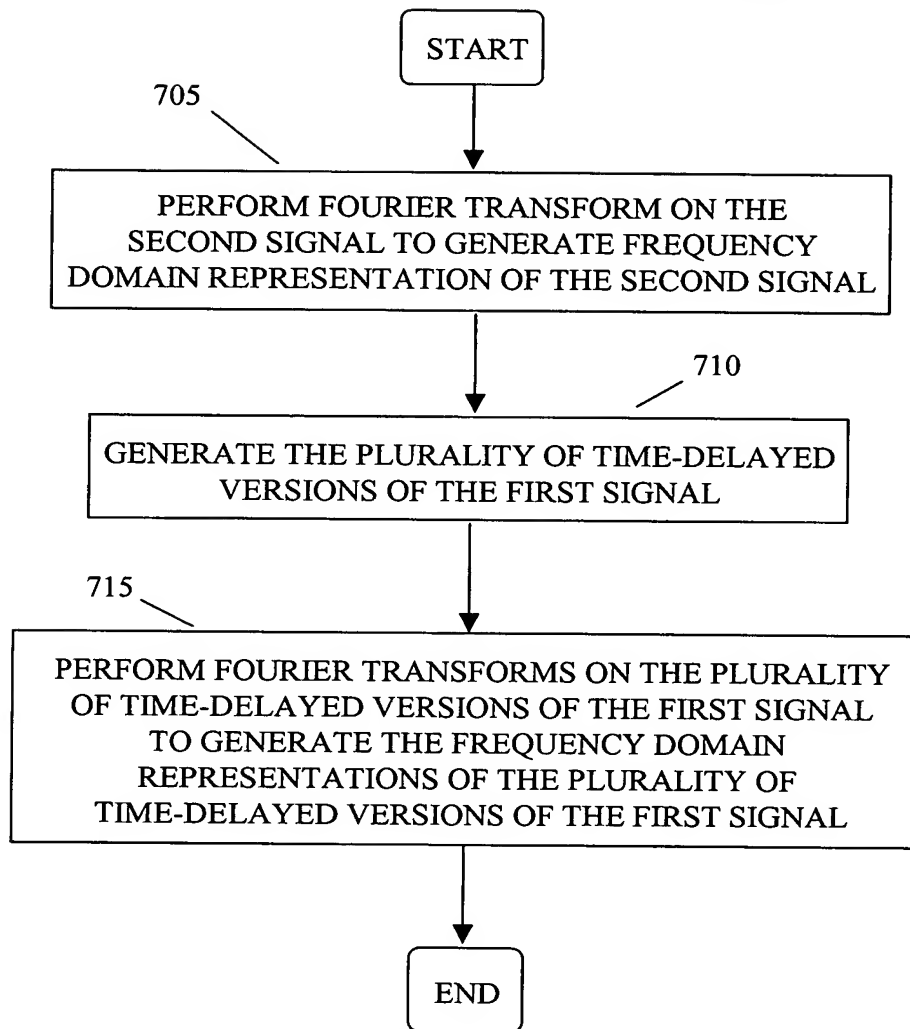 START
705
PERFORM FOURIER TRANSFORM ON THE
SECOND SIGNAL TO GENERATE FREQUENCY
DOMAIN REPRESENTATION OF THE SECOND SIGNAL
710
GENERATE THE PLURALITY OF TIME-DELAYED
VERSIONS OF THE FIRST SIGNAL
715
PERFORM FOURIER TRANSFORMS ON THE PLURALITY
OF TIME-DELAYED VERSIONS OF THE FIRST SIGNAL
TO GENERATE THE FREQUENCY DOMAIN
REPRESENTATIONS OF THE PLURALITY OF
TIME-DELAYED VERSIONS OF THE FIRST SIGNAL
END